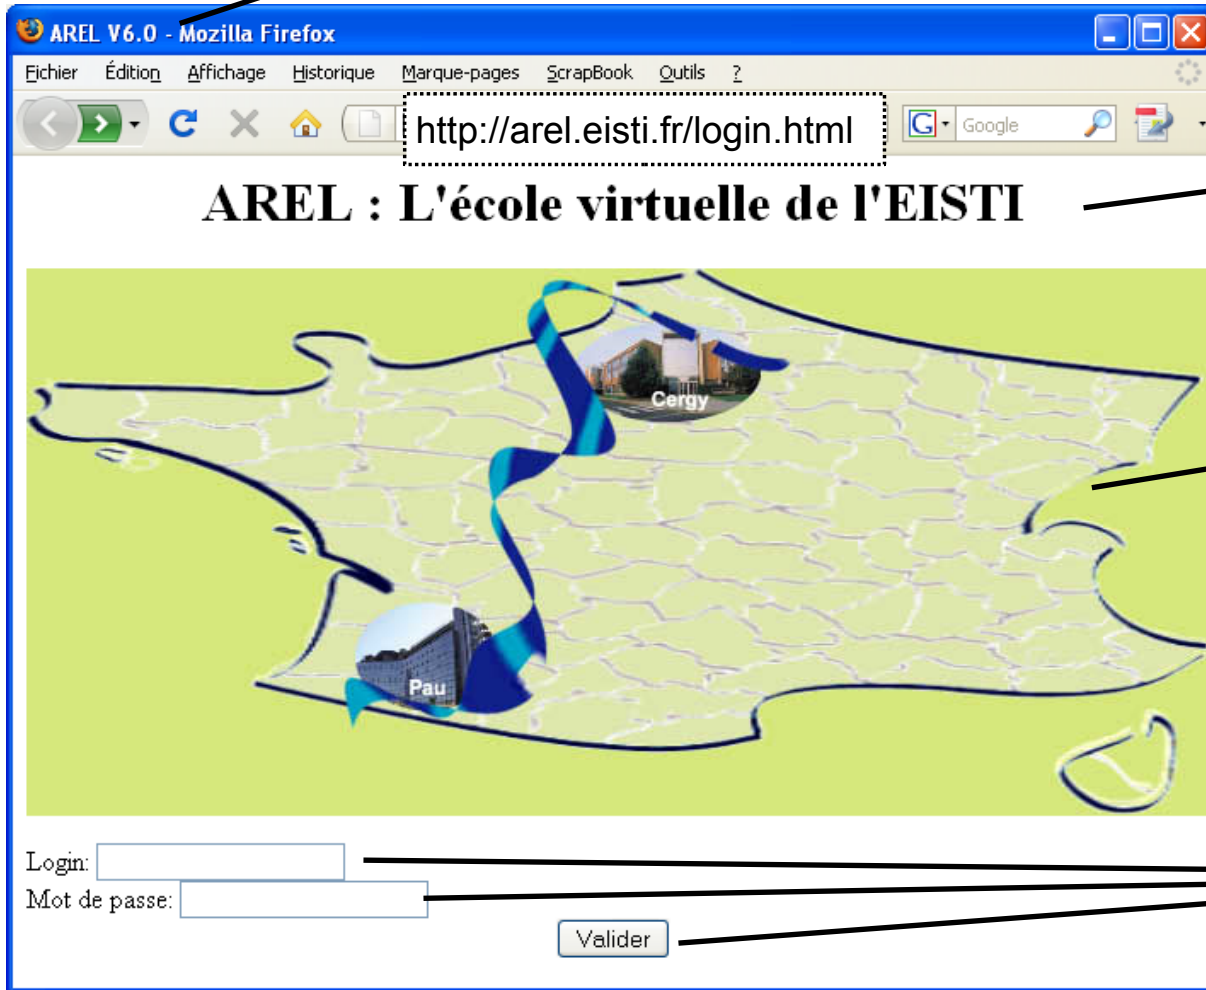 AREL V6.0 - Mozilla Firefox
Fichier Édition Affichage Historique Marque-pages ScrapBook Outils ?
http://arel.eisti.fr/login.html
G Google
AREL : L'école virtuelle de l'EISTI
Cergy
Pau
Login:
Mot de passe:
Valider